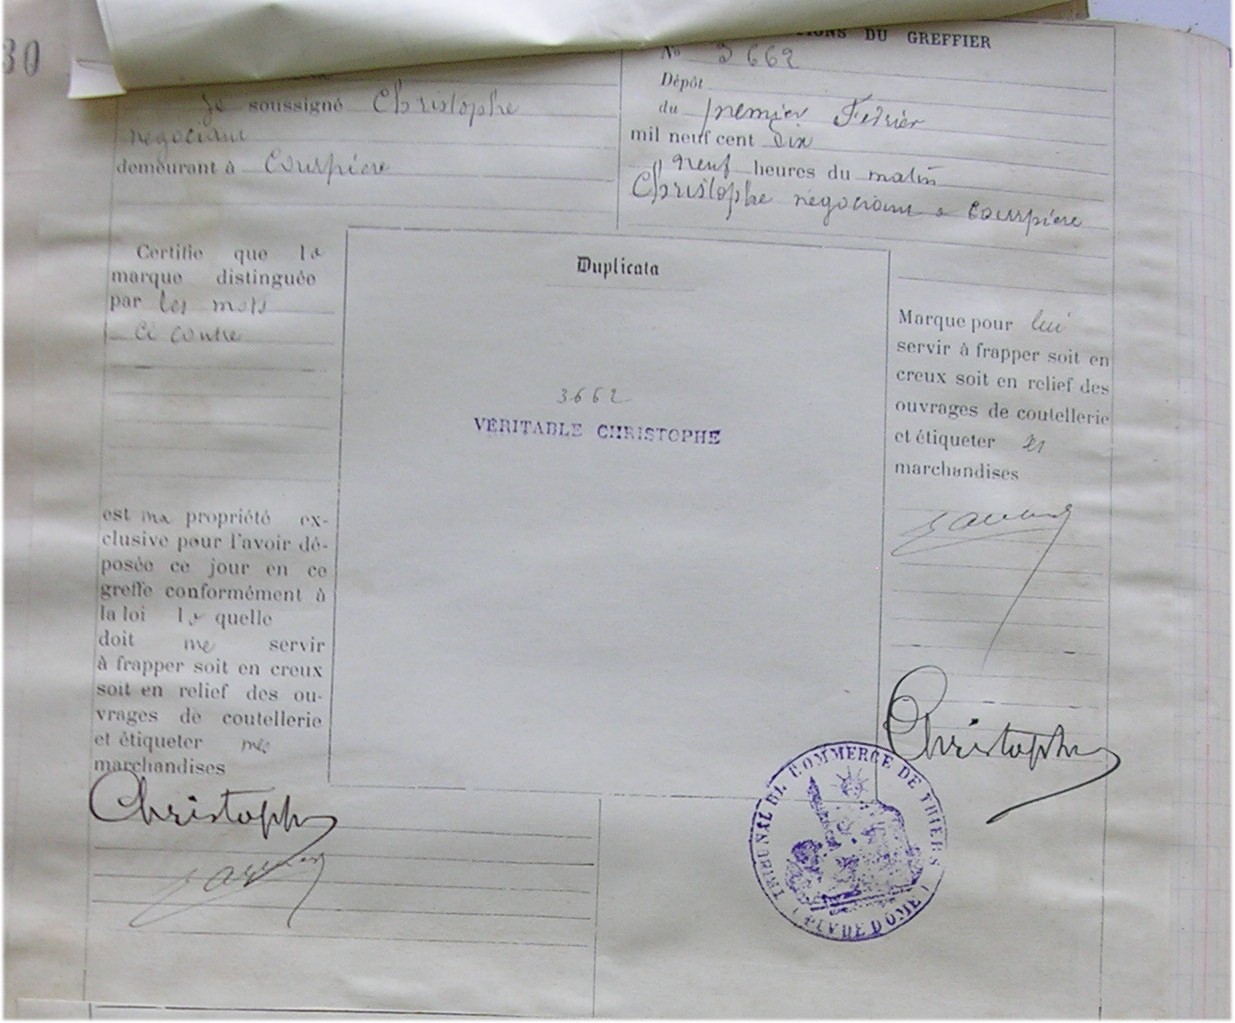 30
IONS DU GREFFIER
No 3662
Dépôt
du premier Fevrier
mil neuf cent dix
neuf heures du matin
Christophe négociant a Courpière
Je soussigné Christophe
négociant
demeurant à Courpière
Certifie que la
marque distinguée
par les mots
ci contre
est ma propriété ex-
clusive pour l'avoir dé-
posée ce jour en ce
greffe conformément à
la loi la quelle
doit me servir
à frapper soit en creux
soit en relief des ou-
vrages de coutellerie
et étiqueter mes
marchandises
Christophe
Duplicata
3662
VÉRITABLE CHRISTOPHE
Marque pour lui
servir à frapper soit en
creux soit en relief des
ouvrages de coutellerie
et étiqueter ses
marchandises
Christophe
TRIBUNAL DE COMMERCE DE THIERS
(PUY DE DOME)